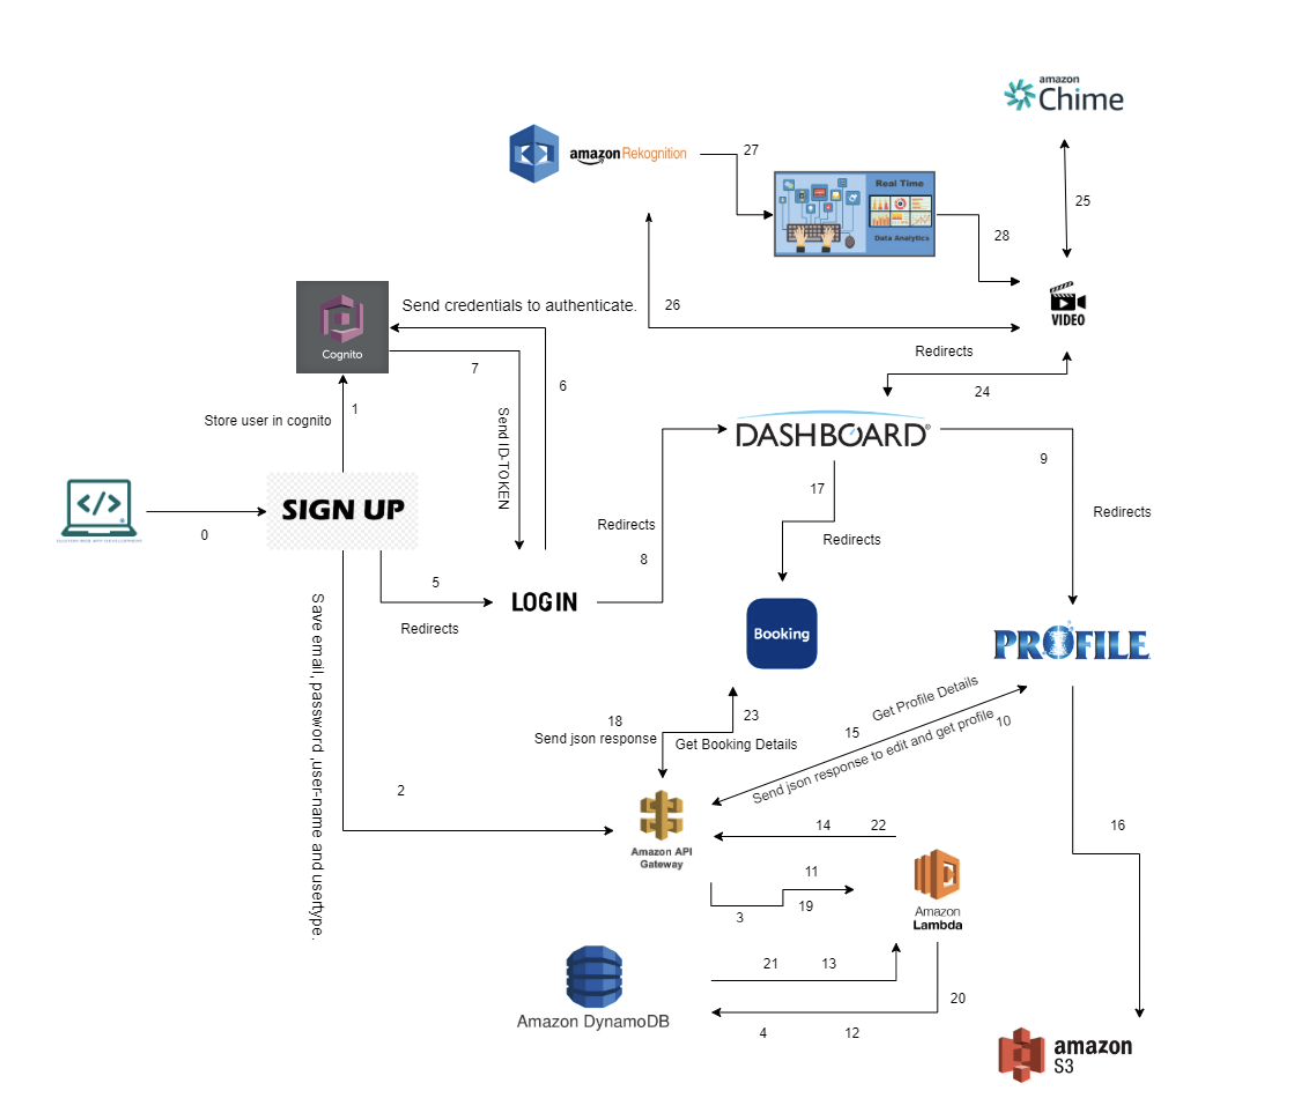 amazon
Chime
amazon Rekognition
27
Real Time
Data Analytics
25
28
Send credentials to authenticate.
26
VIDEO
Cognito
Redirects
7
6
24
1
Store user in cognito
Send ID-TOKEN
DASHBOARD
9
17
</>
SIGN UP
0
Redirects
Redirects
Redirects
8
5
LOGIN
Redirects
Booking
PROFILE
Save email, password ,user-name and usertype.
Get Profile Details
18
23
15
10
Send json response
Get Booking Details
Send json response to edit and get profile
2
14
22
16
Amazon API
Gateway
11
3
19
Amazon
Lambda
21
13
20
Amazon DynamoDB
4
12
amazon
S3